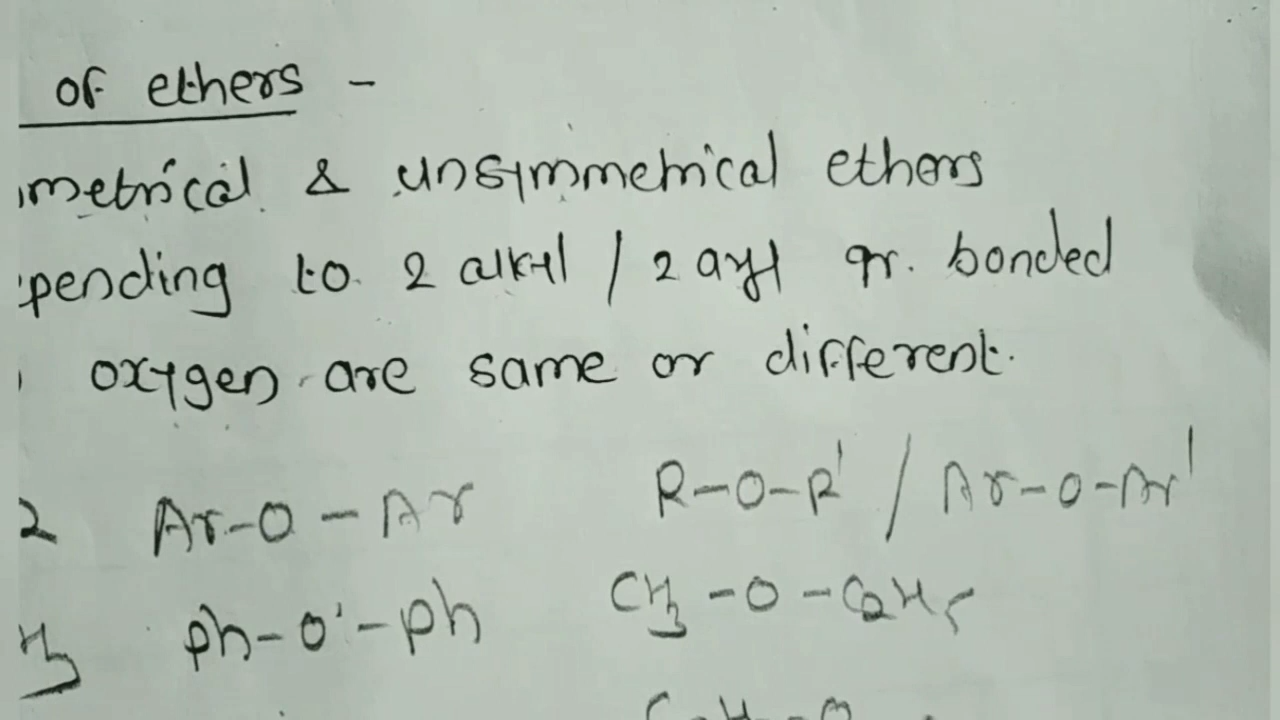 of ethers -
metrical & unsymmetrical ethers
pending to 2 alkyl / 2 aryl gr. bonded
oxygen are same or different.
Ar-O-Ar R-O-R' / Ar-O-Ar'
Ph-O-Ph CH3-O-C2H5